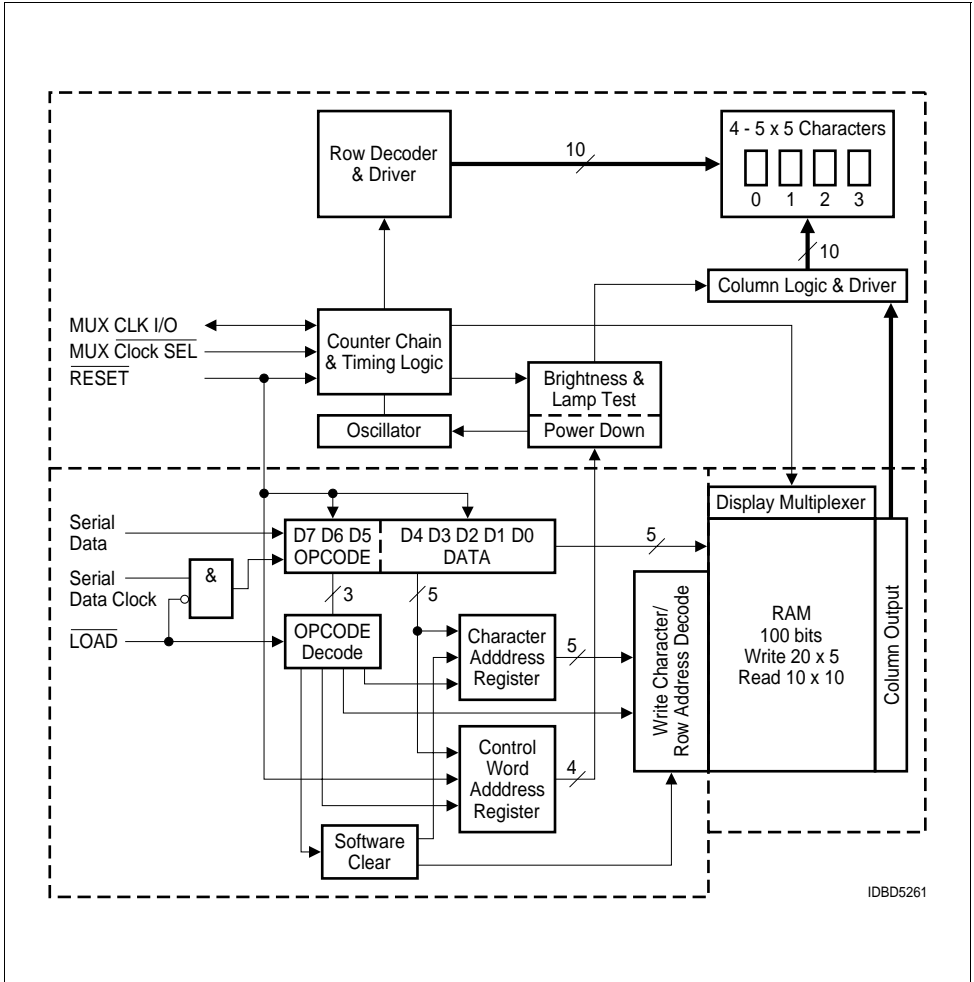 Row Decoder
& Driver
10
4 - 5 x 5 Characters
0 1 2 3
10
Column Logic & Driver
MUX CLK I/O
MUX Clock SEL
RESET
Counter Chain
& Timing Logic
Brightness &
Lamp Test
Oscillator
Power Down
Display Multiplexer
Serial
Data
D7 D6 D5
OPCODE
D4 D3 D2 D1 D0
DATA
5
Serial
Data Clock
&
3
5
LOAD
OPCODE
Decode
Character
Adddress
Register
5
Write Character/
Row Address Decode
RAM
100 bits
Write 20 x 5
Read 10 x 10
Column Output
Control
Word
Adddress
Register
4
Software
Clear
IDBD5261